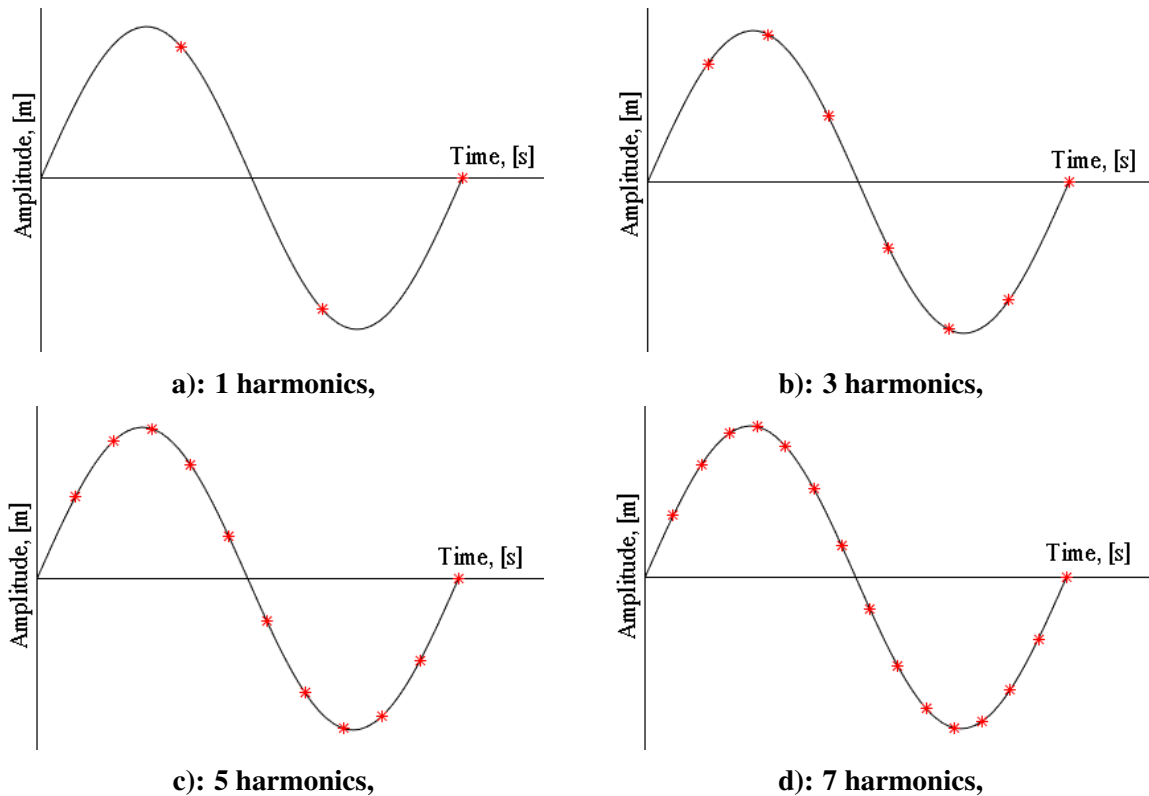 Amplitude, [m]
Time, [s]
a): 1 harmonics,
Amplitude, [m]
Time, [s]
b): 3 harmonics,
Amplitude, [m]
Time, [s]
c): 5 harmonics,
Amplitude, [m]
Time, [s]
d): 7 harmonics,